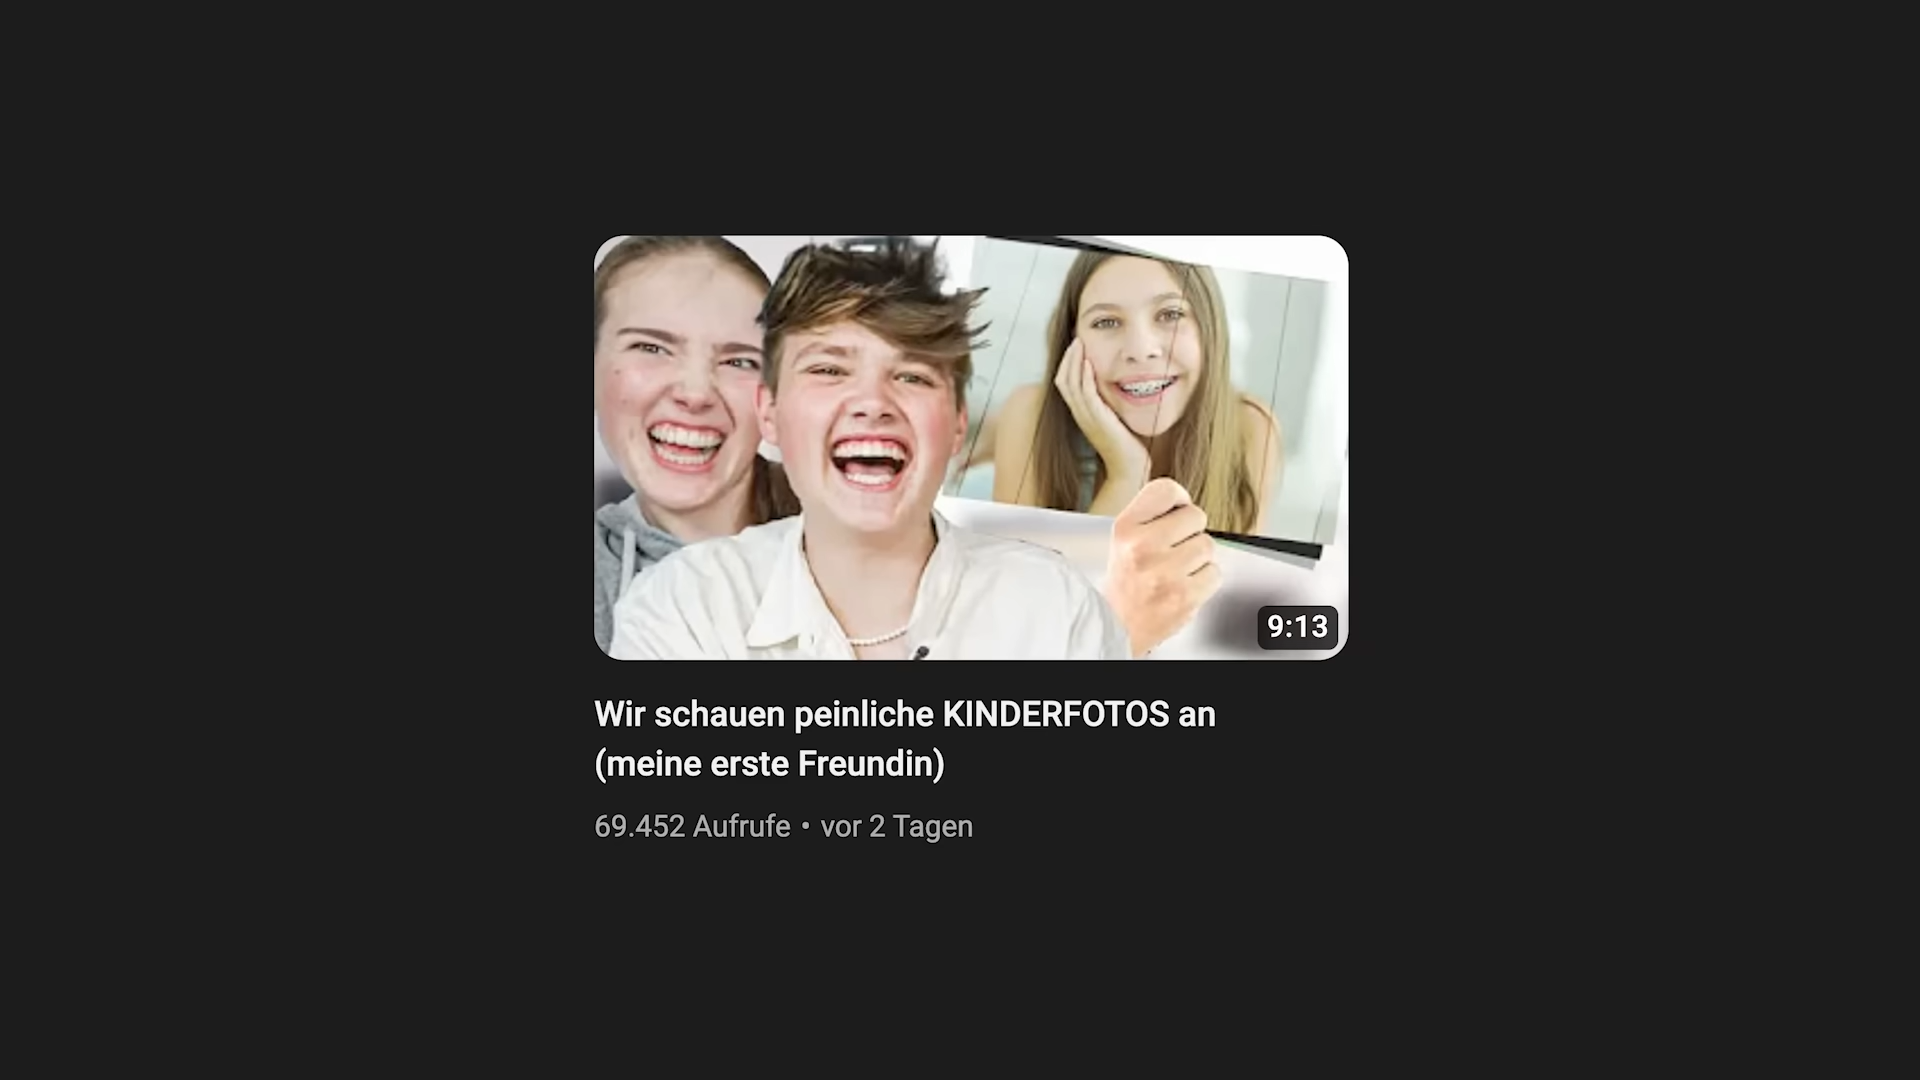 9:13
Wir schauen peinliche KINDERFOTOS an
(meine erste Freundin)
69.452 Aufrufe • vor 2 Tagen